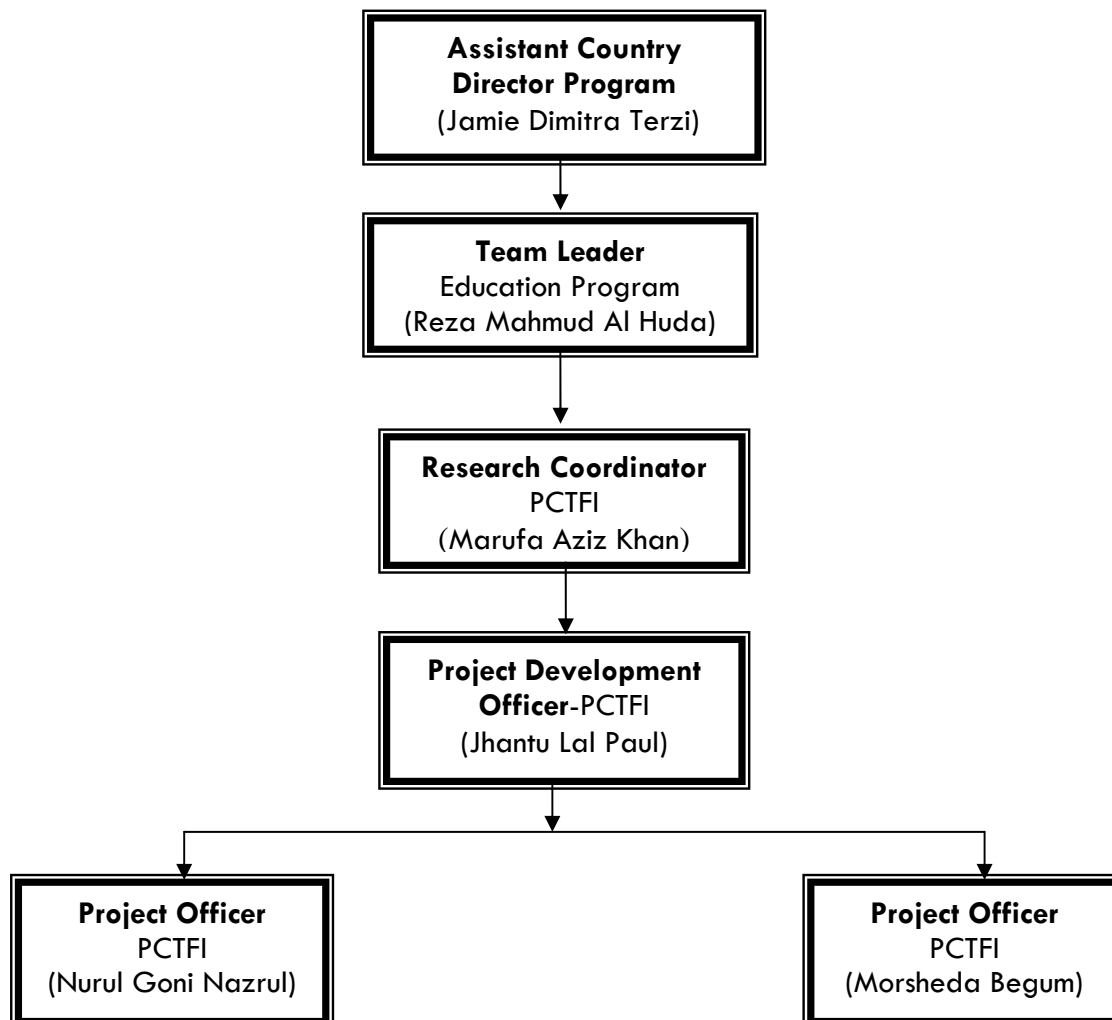 Assistant Country
Director Program
(Jamie Dimitra Terzi)
Team Leader
Education Program
(Reza Mahmud Al Huda)
Research Coordinator
PCTFI
(Marufa Aziz Khan)
Project Development
Officer-PCTFI
(Jhantu Lal Paul)
Project Officer
PCTFI
(Nurul Goni Nazrul)
Project Officer
PCTFI
(Morsheda Begum)